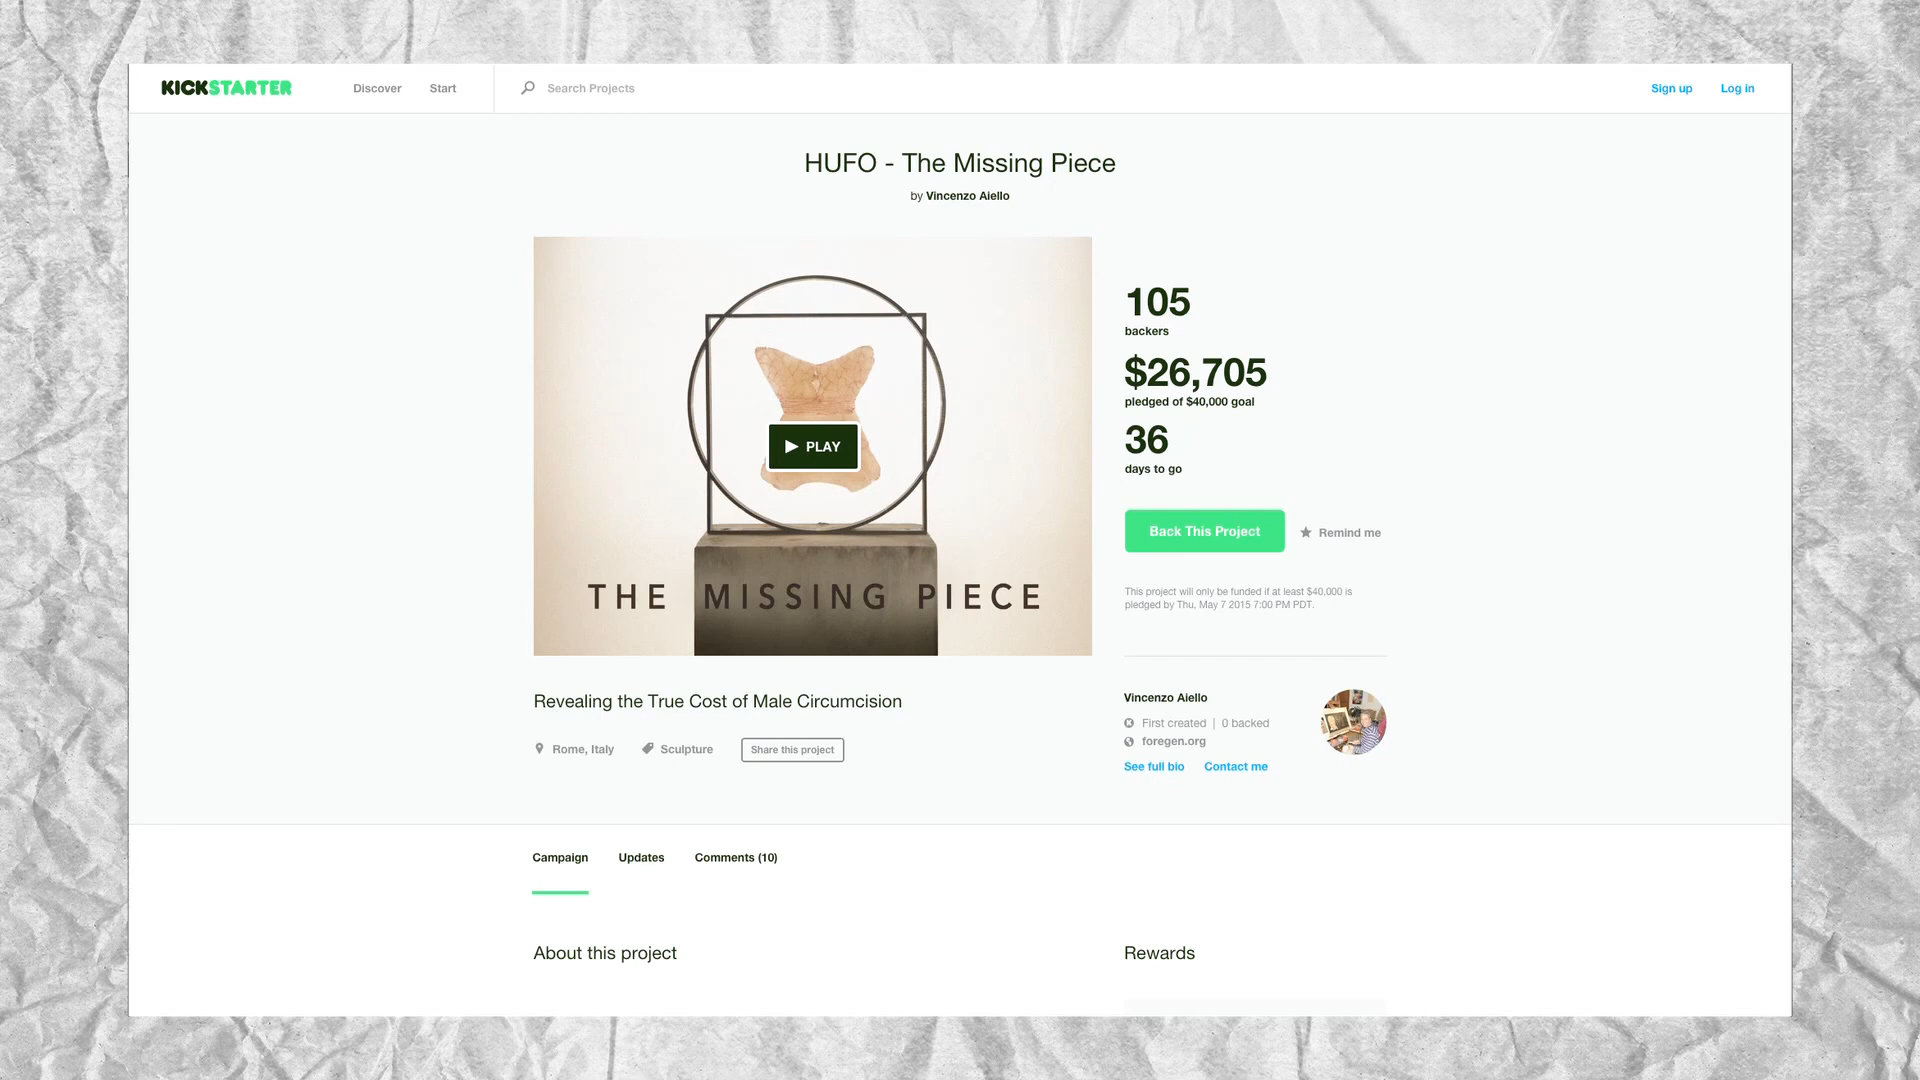 KICKSTARTER
Discover
Start
Search Projects
Sign up
Log in
HUFO - The Missing Piece
by Vincenzo Aiello
PLAY
THE MISSING PIECE
105
backers
$26,705
pledged of $40,000 goal
36
days to go
Back This Project
Remind me
This project will only be funded if at least $40,000 is
pledged by Thu, May 7 2015 7:00 PM PDT.
Revealing the True Cost of Male Circumcision
Rome, Italy
Sculpture
Share this project
Vincenzo Aiello
First created | 0 backed
foregen.org
See full bio
Contact me
Campaign
Updates
Comments (10)
About this project
Rewards